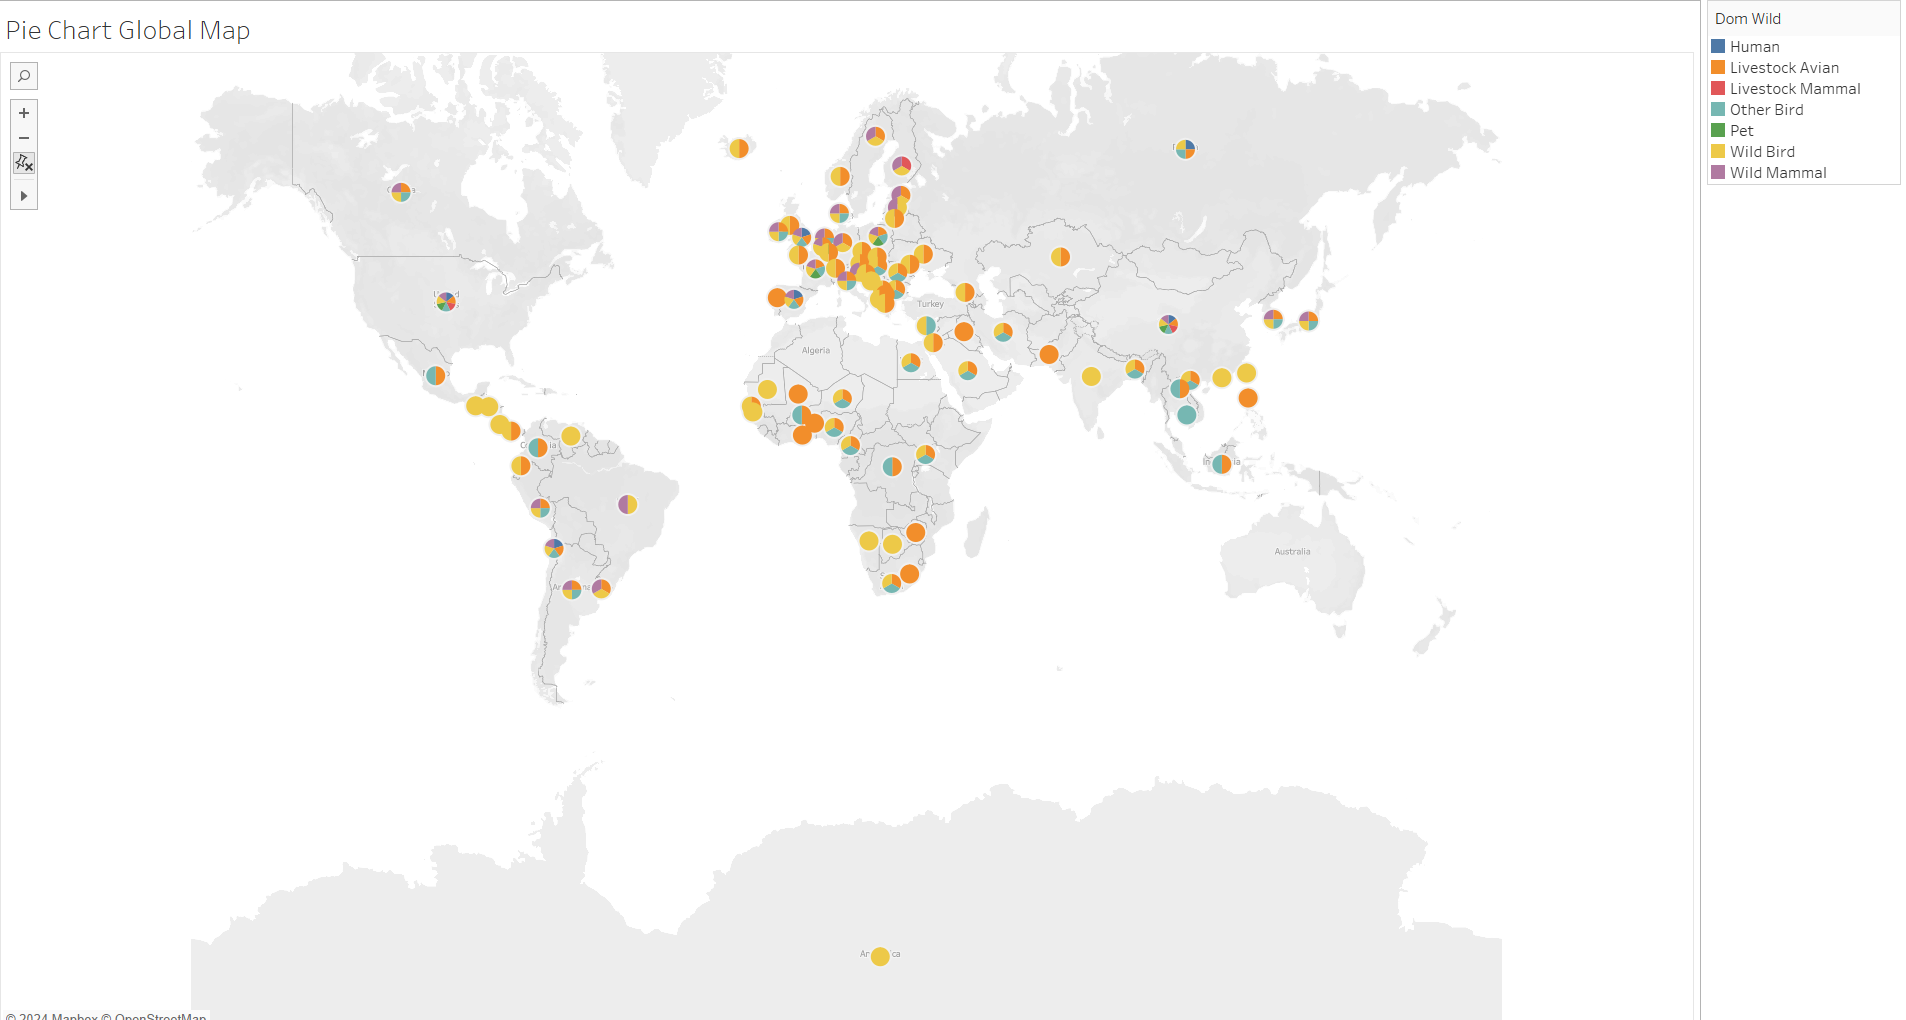 Pie Chart Global Map
Dom Wild
Human
Livestock Avian
Livestock Mammal
Other Bird
Pet
Wild Bird
Wild Mammal
Turkey
Algeria
Australia
© 2024 Mapbox © OpenStreetMap